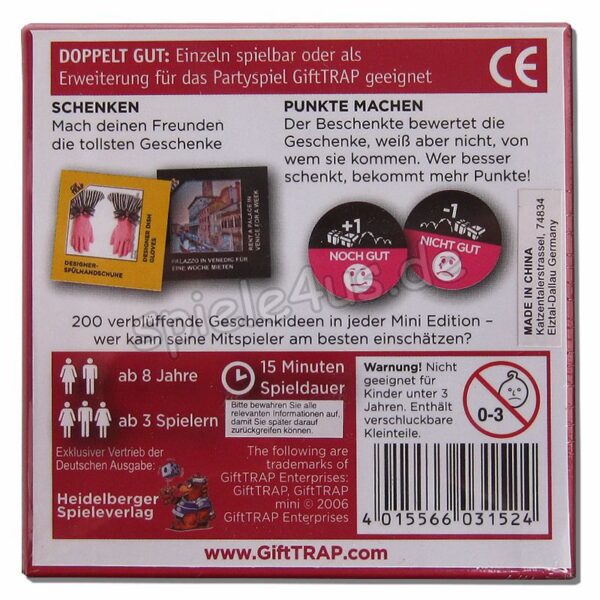 DOPPELT GUT: Einzeln spielbar oder als
Erweiterung für das Partyspiel GiftTRAP geeignet
CE
SCHENKEN
Mach deinen Freunden
die tollsten Geschenke
PUNKTE MACHEN
Der Beschenkte bewertet die
Geschenke, weiß aber nicht, von
wem sie kommen. Wer besser
schenkt, bekommt mehr Punkte!
DESIGNER-
SPÜLHANDSCHUHE
DESIGNER DISH
GLOVES
PALAZZO IN VENEDIG FÜR
EINE WOCHE MIETEN
RENT A PALACE IN
VENICE FOR A WEEK
+1
NOCH GUT
-1
NICHT GUT
MADE IN CHINA
Katzentalerstrassel, 74834
Elztal-Dallau Germany
spiele4us.de
200 verblüffende Geschenkideen in jeder Mini Edition –
wer kann seine Mitspieler am besten einschätzen?
ab 8 Jahre
15 Minuten
Spieldauer
ab 3 Spielern
Bitte bewahren Sie alle
relevanten Informationen auf,
damit Sie später darauf
zurückgreifen können.
Warnung! Nicht
geeignet für
Kinder unter 3
Jahren. Enthält
verschluckbare
Kleinteile.
0-3
Exklusiver Vertrieb der
Deutschen Ausgabe:
Heidelberger
Spieleverlag
The following are
trademarks of
GiftTRAP Enterprises:
GiftTRAP, GiftTRAP
mini © 2006
GiftTRAP Enterprises
4 015566 031524
www.GiftTRAP.com